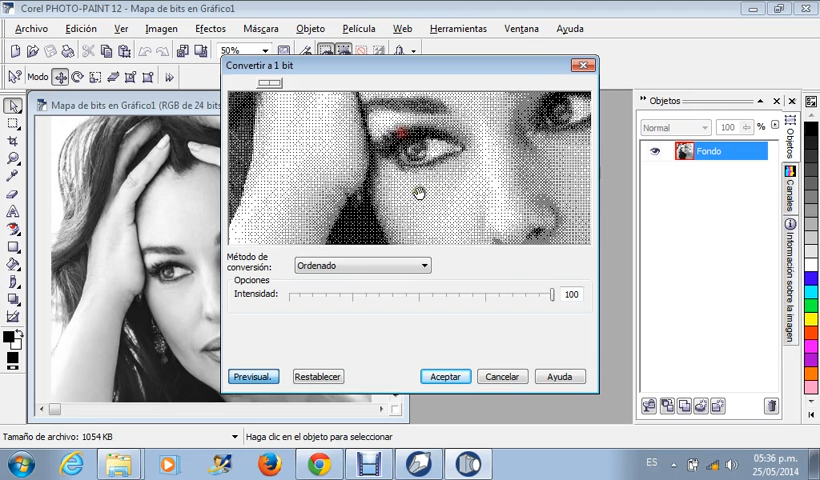 Corel PHOTO-PAINT 12 - Mapa de bits en Gráfico1
Archivo Edición Ver Imagen Efectos Máscara Objeto Película Web Herramientas Ventana Ayuda
50%
Modo
Mapa de bits en Gráfico1 (RGB de 24 bits
Convertir a 1 bit
Método de
conversión:
Ordenado
Opciones
Intensidad:
100
Previsual.
Restablecer
Aceptar
Cancelar
Ayuda
Objetos
Normal
100
%
Fondo
Objetos
Canales
Información sobre la imagen
Tamaño de archivo: 1054 KB
Haga clic en el objeto para seleccionar
ES
05:36 p.m.
25/05/2014